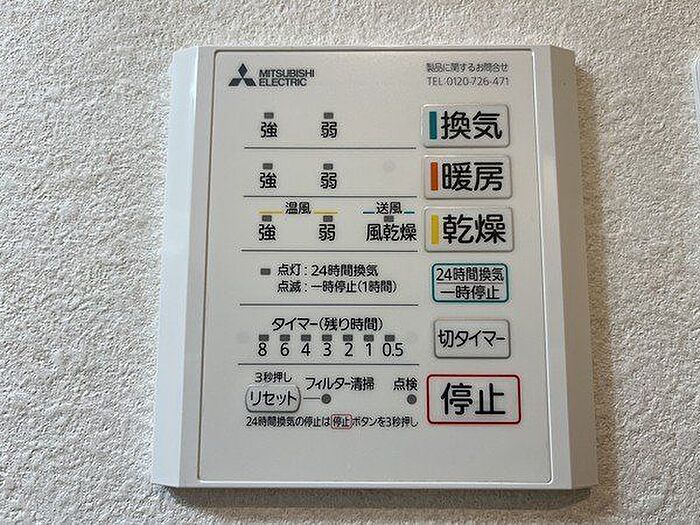 MITSUBISHI
ELECTRIC
製品に関するお問合せ
TEL:0120-726-471
強 弱 換気
強 弱 暖房
温風 送風
強 弱 風乾燥 乾燥
点灯：24時間換気
点滅：一時停止(1時間)
24時間換気
一時停止
タイマー(残り時間)
8 6 4 3 2 1 0.5
切タイマー
3秒押し
リセット フィルター清掃 点検
停止
24時間換気の停止は停止ボタンを3秒押し